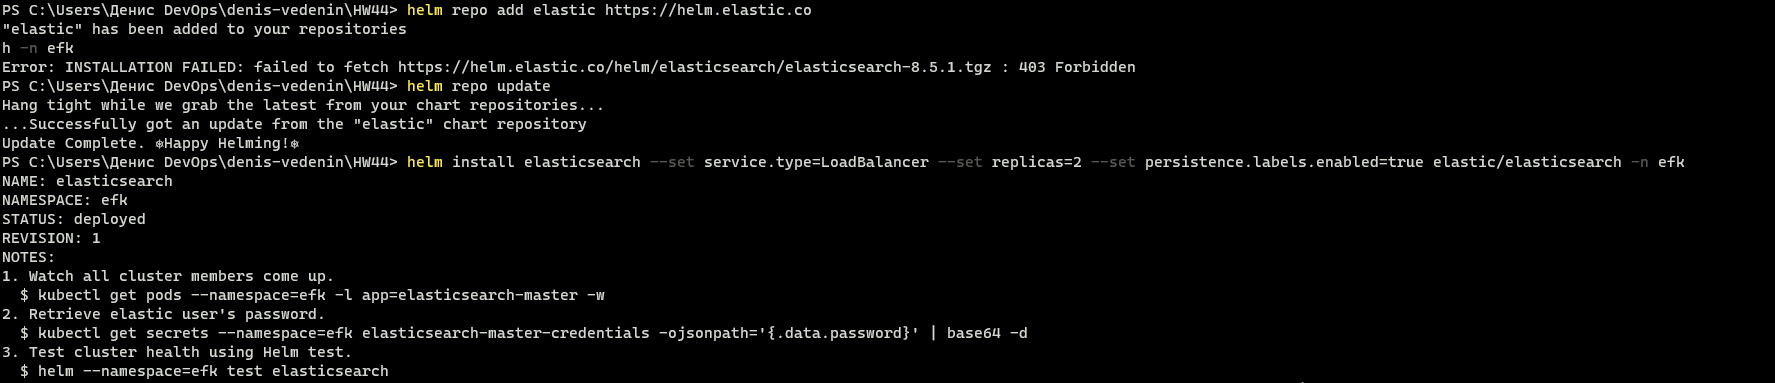 PS C:\Users\Денис DevOps\denis-vedenin\HW44> helm repo add elastic https://helm.elastic.co
"elastic" has been added to your repositories
h -n efk
Error: INSTALLATION FAILED: failed to fetch https://helm.elastic.co/helm/elasticsearch/elasticsearch-8.5.1.tgz : 403 Forbidden
PS C:\Users\Денис DevOps\denis-vedenin\HW44> helm repo update
Hang tight while we grab the latest from your chart repositories...
...Successfully got an update from the "elastic" chart repository
Update Complete. ⎈Happy Helming!⎈
PS C:\Users\Денис DevOps\denis-vedenin\HW44> helm install elasticsearch --set service.type=LoadBalancer --set replicas=2 --set persistence.labels.enabled=true elastic/elasticsearch -n efk
NAME: elasticsearch
NAMESPACE: efk
STATUS: deployed
REVISION: 1
NOTES:
1. Watch all cluster members come up.
  $ kubectl get pods --namespace=efk -l app=elasticsearch-master -w
2. Retrieve elastic user's password.
  $ kubectl get secrets --namespace=efk elasticsearch-master-credentials -ojsonpath='{.data.password}' | base64 -d
3. Test cluster health using Helm test.
  $ helm --namespace=efk test elasticsearch